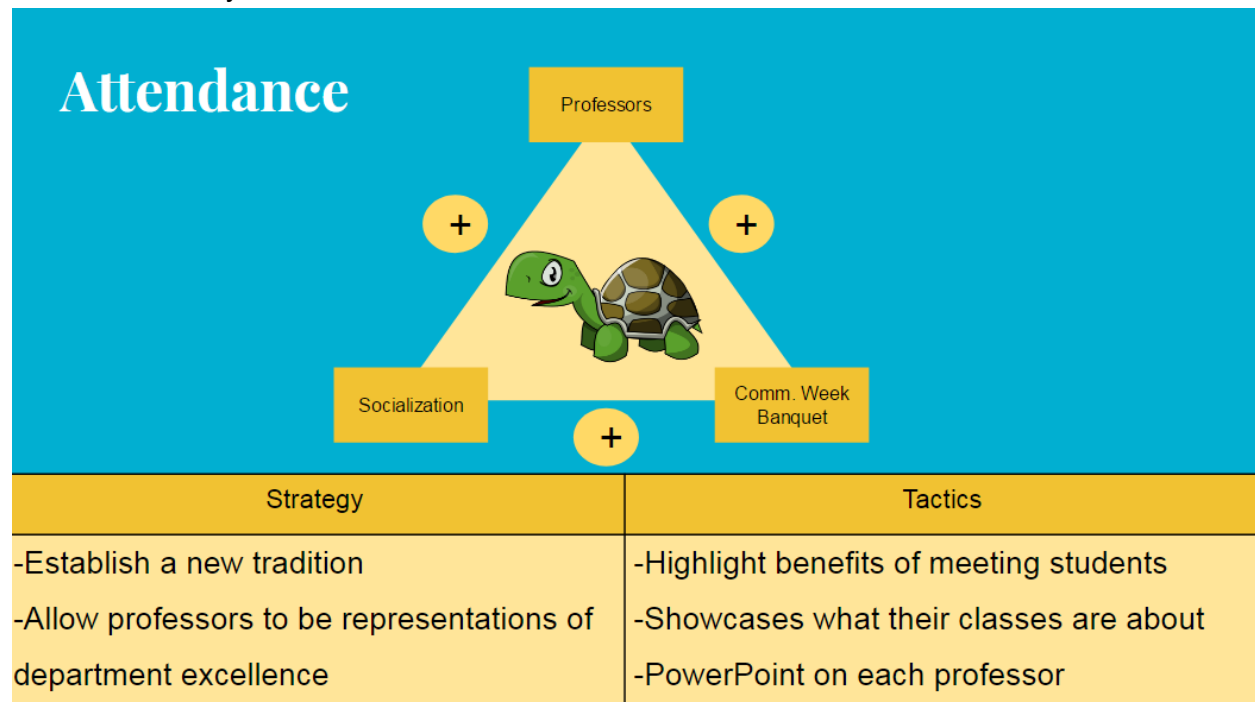 Attendance
Professors
+
+
Socialization
Comm. Week
Banquet
+
Strategy
Tactics
-Establish a new tradition
-Allow professors to be representations of
department excellence
-Highlight benefits of meeting students
-Showcases what their classes are about
-PowerPoint on each professor